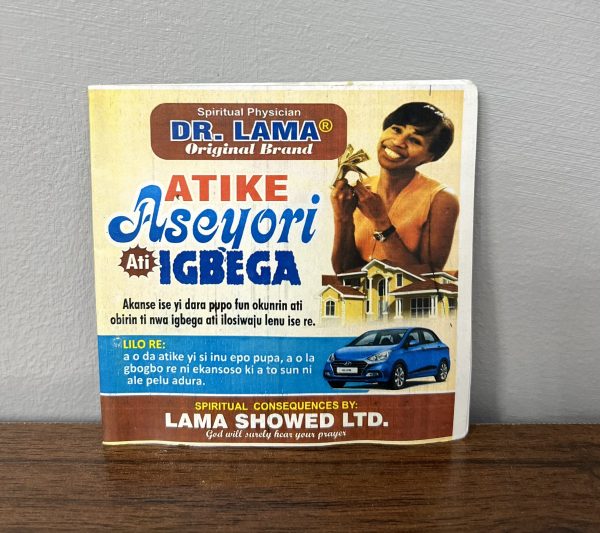 Spiritual Physician
DR. LAMA®
Original Brand
ATIKE
Aseyori
Ati IGBEGA
Akanse ise yi dara pupo fun okunrin ati
obirin ti nwa igbega ati ilosiwaju lenu ise re.
LILO RE:
a o da atike yi si inu epo pupa, a o la
gbogbo re ni ekansoso ki a to sun ni
ale pelu adura.
SPIRITUAL CONSEQUENCES BY:
LAMA SHOWED LTD.
God will surely hear your prayer